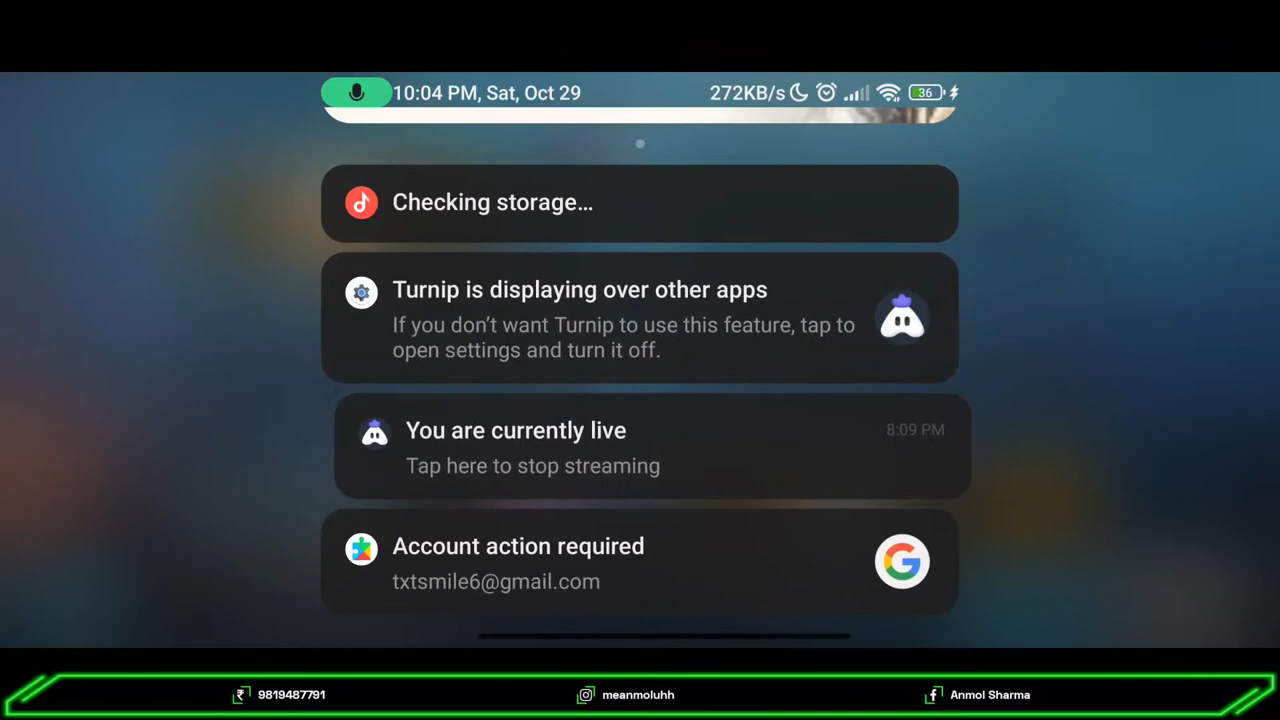 10:04 PM, Sat, Oct 29 272KB/s 36
Checking storage...
Turnip is displaying over other apps
If you don't want Turnip to use this feature, tap to
open settings and turn it off.
You are currently live 8:09 PM
Tap here to stop streaming
Account action required
txtsmile6@gmail.com
₹ 9819487791 meanmoluhh Anmol Sharma